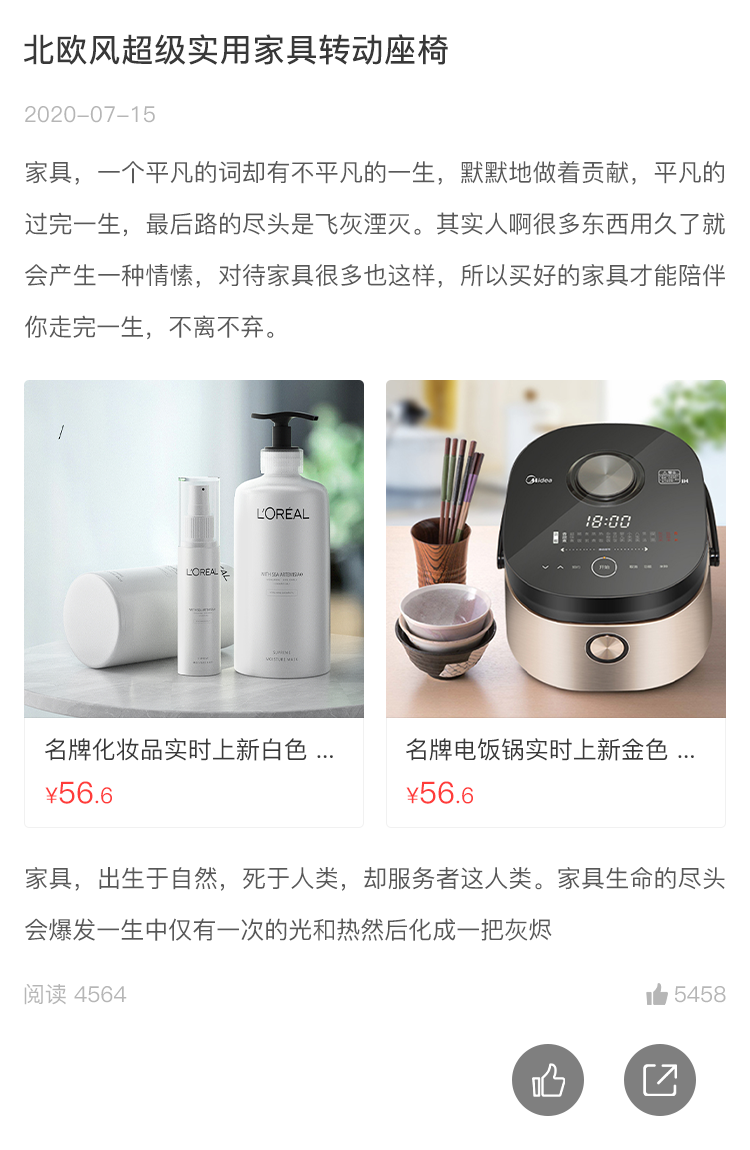 北欧风超级实用家具转动座椅
2020-07-15
家具，一个平凡的词却有不平凡的一生，默默地做着贡献，平凡的
过完一生，最后路的尽头是飞灰湮灭。其实人啊很多东西用久了就
会产生一种情愫，对待家具很多也这样，所以买好的家具才能陪伴
你走完一生，不离不弃。
/
L'ORÉAL
L'ORÉAL
Midea
IH
18:00
开始
名牌化妆品实时上新白色 ...
¥56.6
名牌电饭锅实时上新金色 ...
¥56.6
家具，出生于自然，死于人类，却服务者这人类。家具生命的尽头
会爆发一生中仅有一次的光和热然后化成一把灰烬
阅读 4564
5458